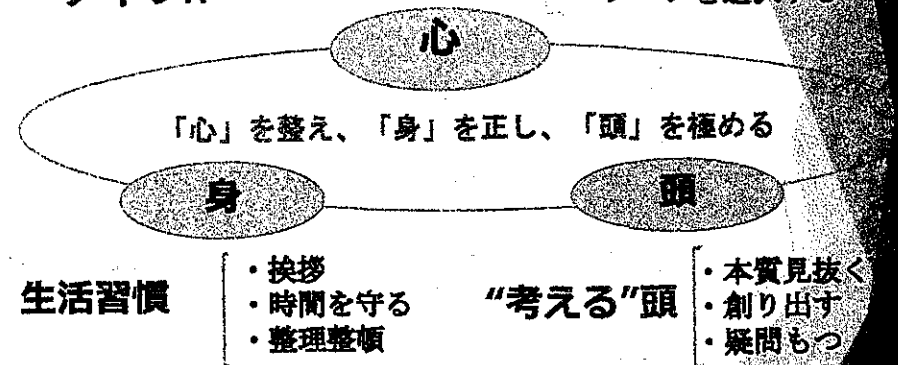 心
「心」を整え、「身」を正し、「頭」を極める
身
頭
生活習慣
・挨拶
・時間を守る
・整理整頓
“考える”頭
・本質見抜く
・創り出す
・疑問もつ